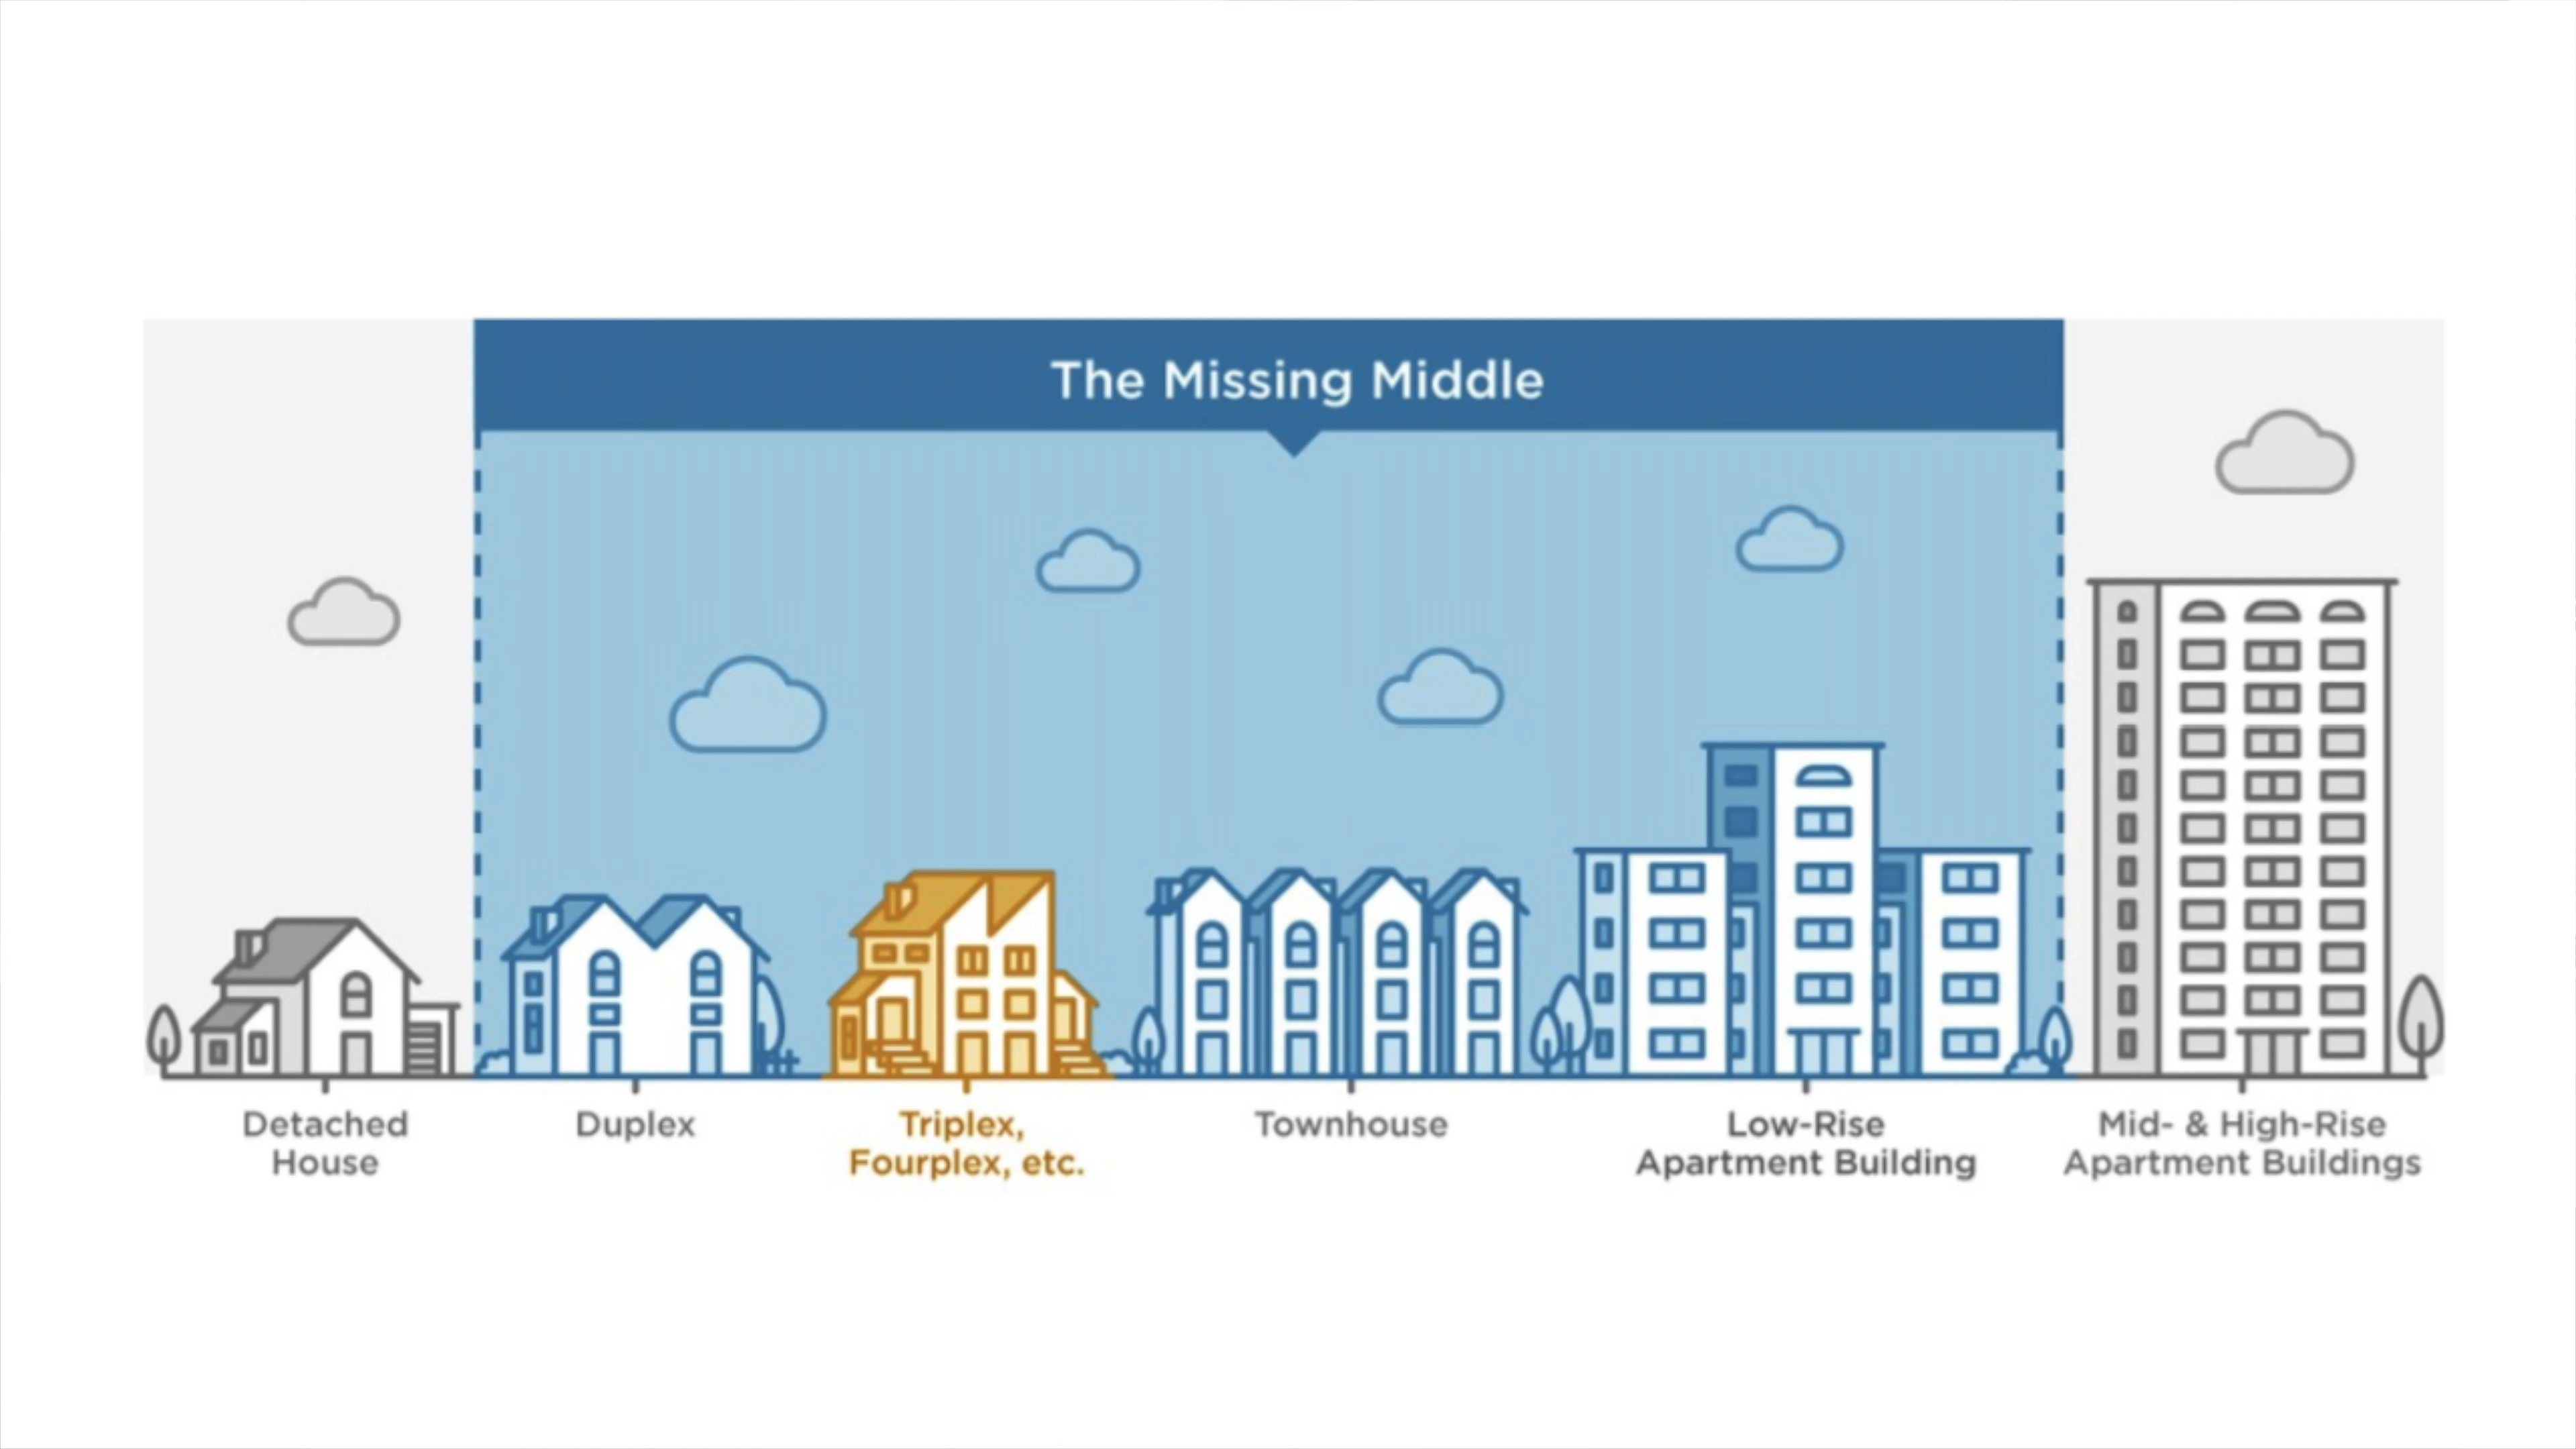 The Missing Middle
Detached
House
Duplex
Triplex,
Fourplex, etc.
Townhouse
Low-Rise
Apartment Building
Mid- & High-Rise
Apartment Buildings